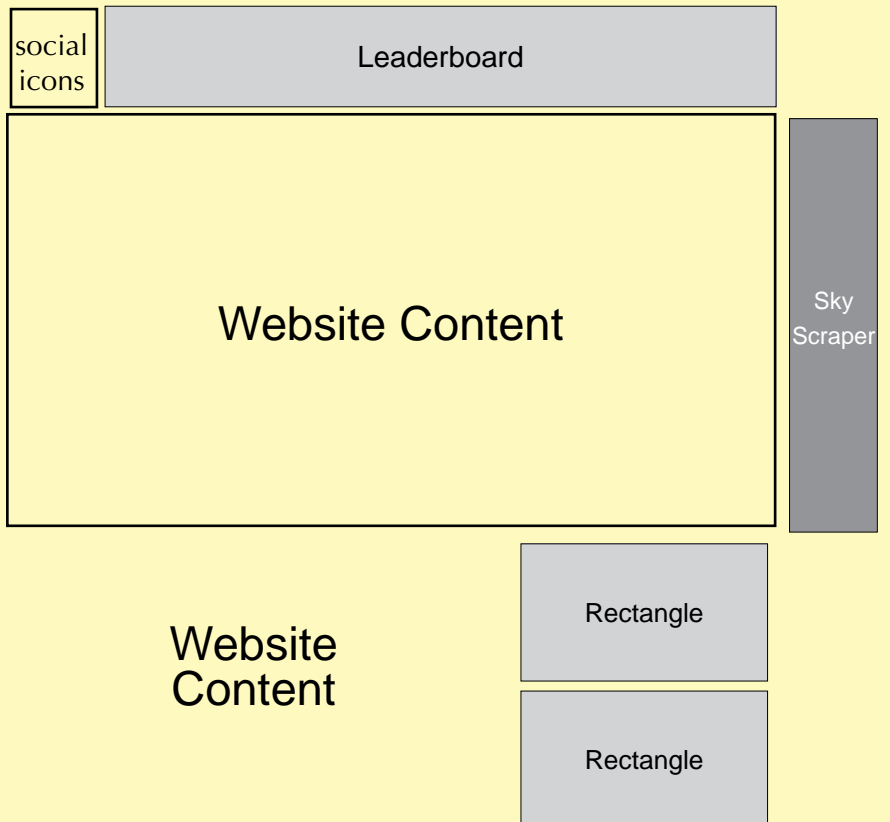 social
icons
Leaderboard
Website Content
Sky
Scraper
Website
Content
Rectangle
Rectangle